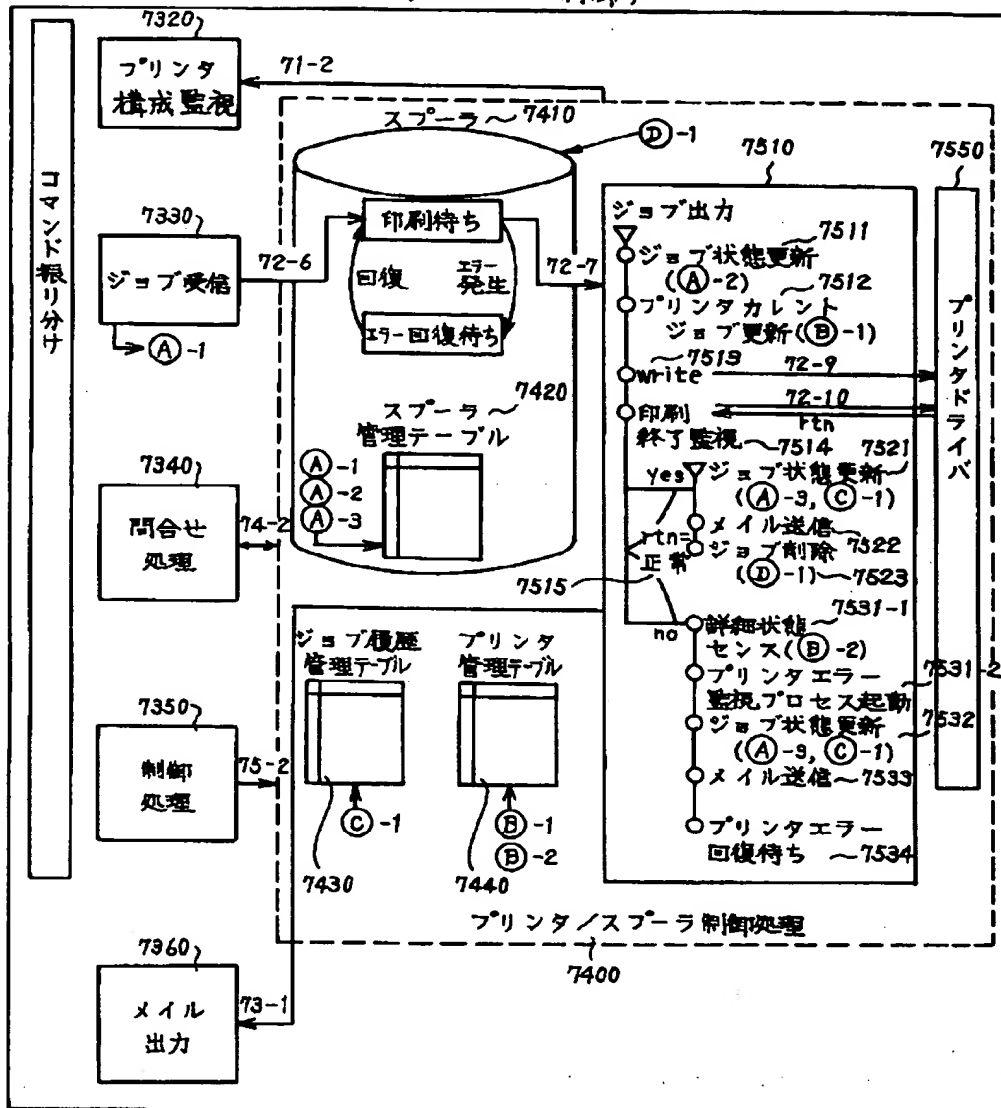 7320
プリンタ
構成監視
71-2
コマンド振り分け
7330
ジョブ受信
Ⓐ-1
72-6
7340
問合せ
処理
74-2
7350
制御
処理
75-2
7360
メイル
出力
73-1
スプーラ ~7410
Ⓓ-1
印刷待ち
回復
エラー
発生
エラー回復待ち
72-7
7420
スプーラ
管理テーブル
Ⓐ-1
Ⓐ-2
Ⓐ-3
ジョブ履歴
管理テーブル
Ⓒ-1
7430
プリンタ
管理テーブル
Ⓑ-1
Ⓑ-2
7440
プリンタ/スプーラ制御処理
7400
7510
ジョブ出力
7511
ジョブ状態更新
(Ⓐ-2)
7512
プリンタカレント
ジョブ更新(Ⓑ-1)
7513
write
72-9
72-10
rtn
印刷
終了監視
7514
7521
yes
ジョブ状態更新
(Ⓐ-3, Ⓒ-1)
メイル送信
7522
rtn=
正常
ジョブ削除
(Ⓓ-1)~7523
7515
no
7531-1
詳細状態
センス(Ⓑ-2)
プリンタエラー
監視プロセス起動
7531-2
ジョブ状態更新
7532
(Ⓐ-3, Ⓒ-1)
メイル送信~7533
プリンタエラー
回復待ち ~7534
7550
プリンタドライバ